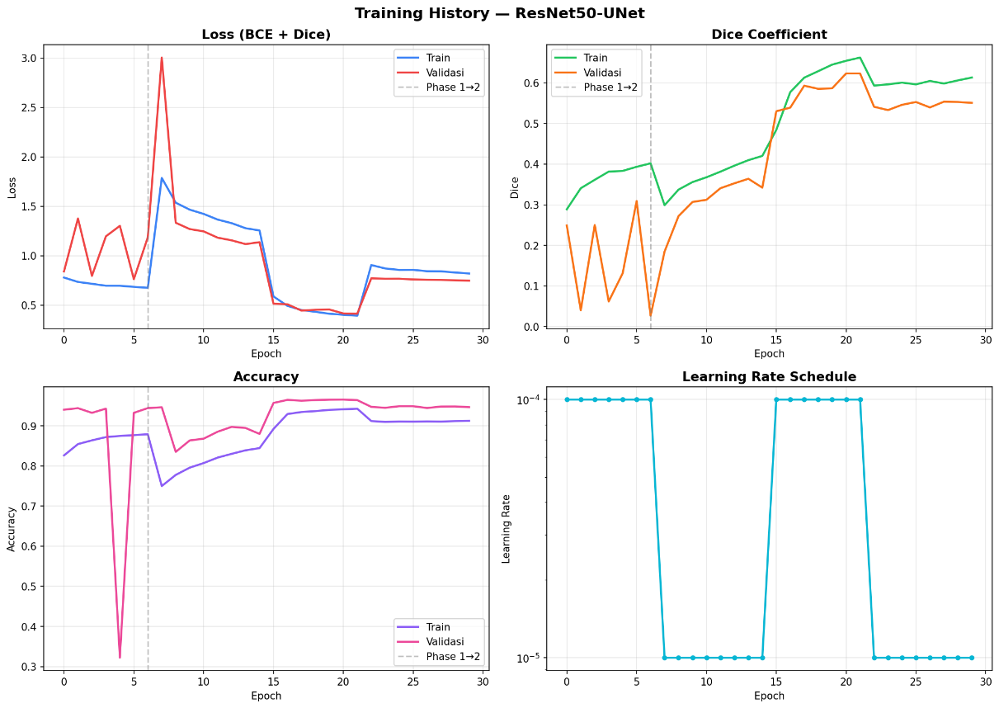 Training History — ResNet50-UNet
Loss (BCE + Dice)
Loss
3.0
2.5
2.0
1.5
1.0
0.5
Train
Validasi
Phase 1→2
0 5 10 15 20 25 30
Epoch
Dice Coefficient
Dice
0.6
0.5
0.4
0.3
0.2
0.1
0.0
Train
Validasi
Phase 1→2
0 5 10 15 20 25 30
Epoch
Accuracy
Accuracy
0.9
0.8
0.7
0.6
0.5
0.4
0.3
Train
Validasi
Phase 1→2
0 5 10 15 20 25 30
Epoch
Learning Rate Schedule
Learning Rate
10⁻⁴
10⁻⁵
0 5 10 15 20 25 30
Epoch